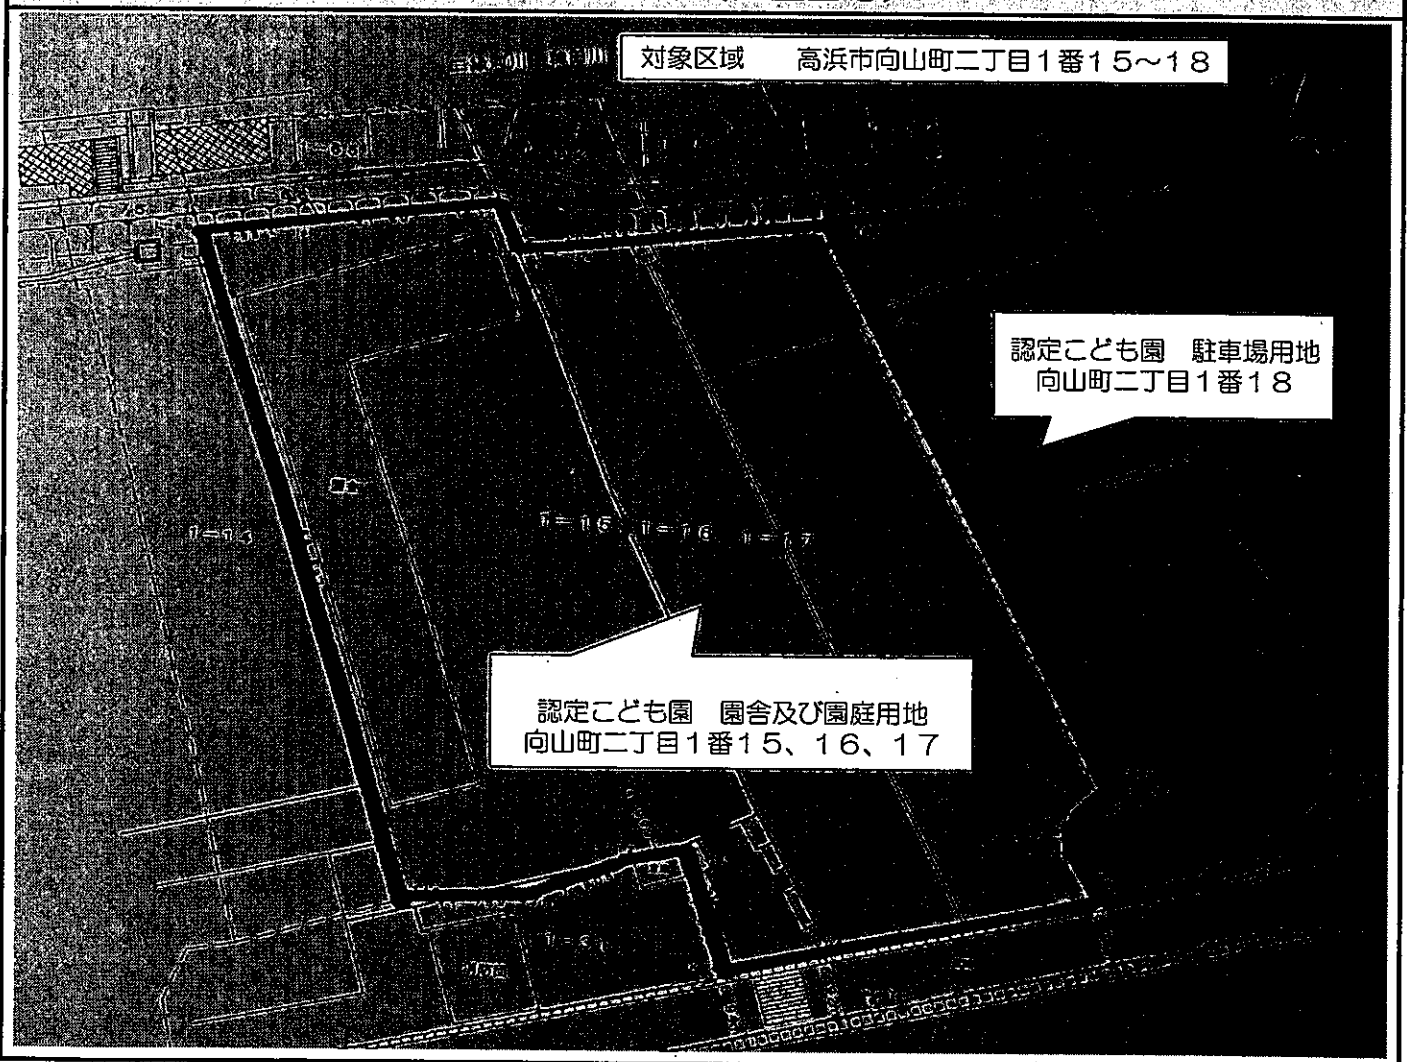 対象区域　　高浜市向山町二丁目1番15〜18
認定こども園　駐車場用地
向山町二丁目1番18
1-14
1-15、1-16、1-17
認定こども園　園舎及び園庭用地
向山町二丁目1番15、16、17